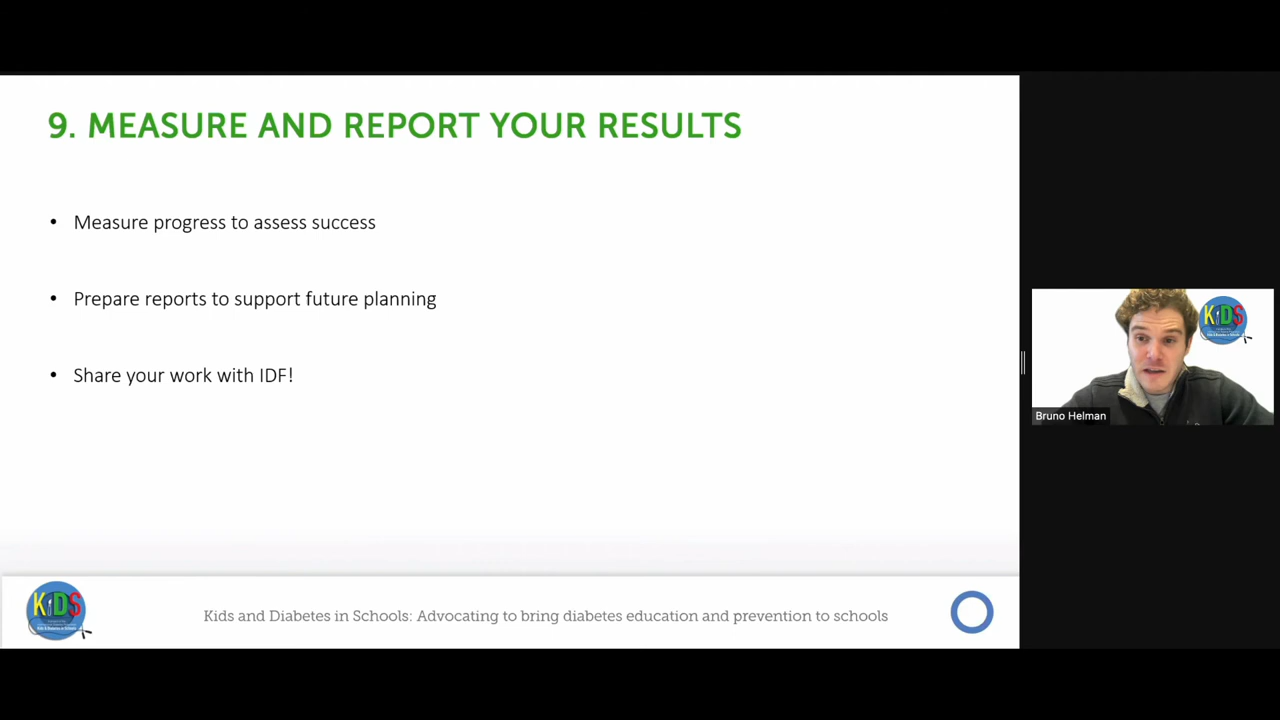 9. MEASURE AND REPORT YOUR RESULTS
• Measure progress to assess success
• Prepare reports to support future planning
• Share your work with IDF!
KiDS
Bruno Helman
KiDS
Kids and Diabetes in Schools: Advocating to bring diabetes education and prevention to schools